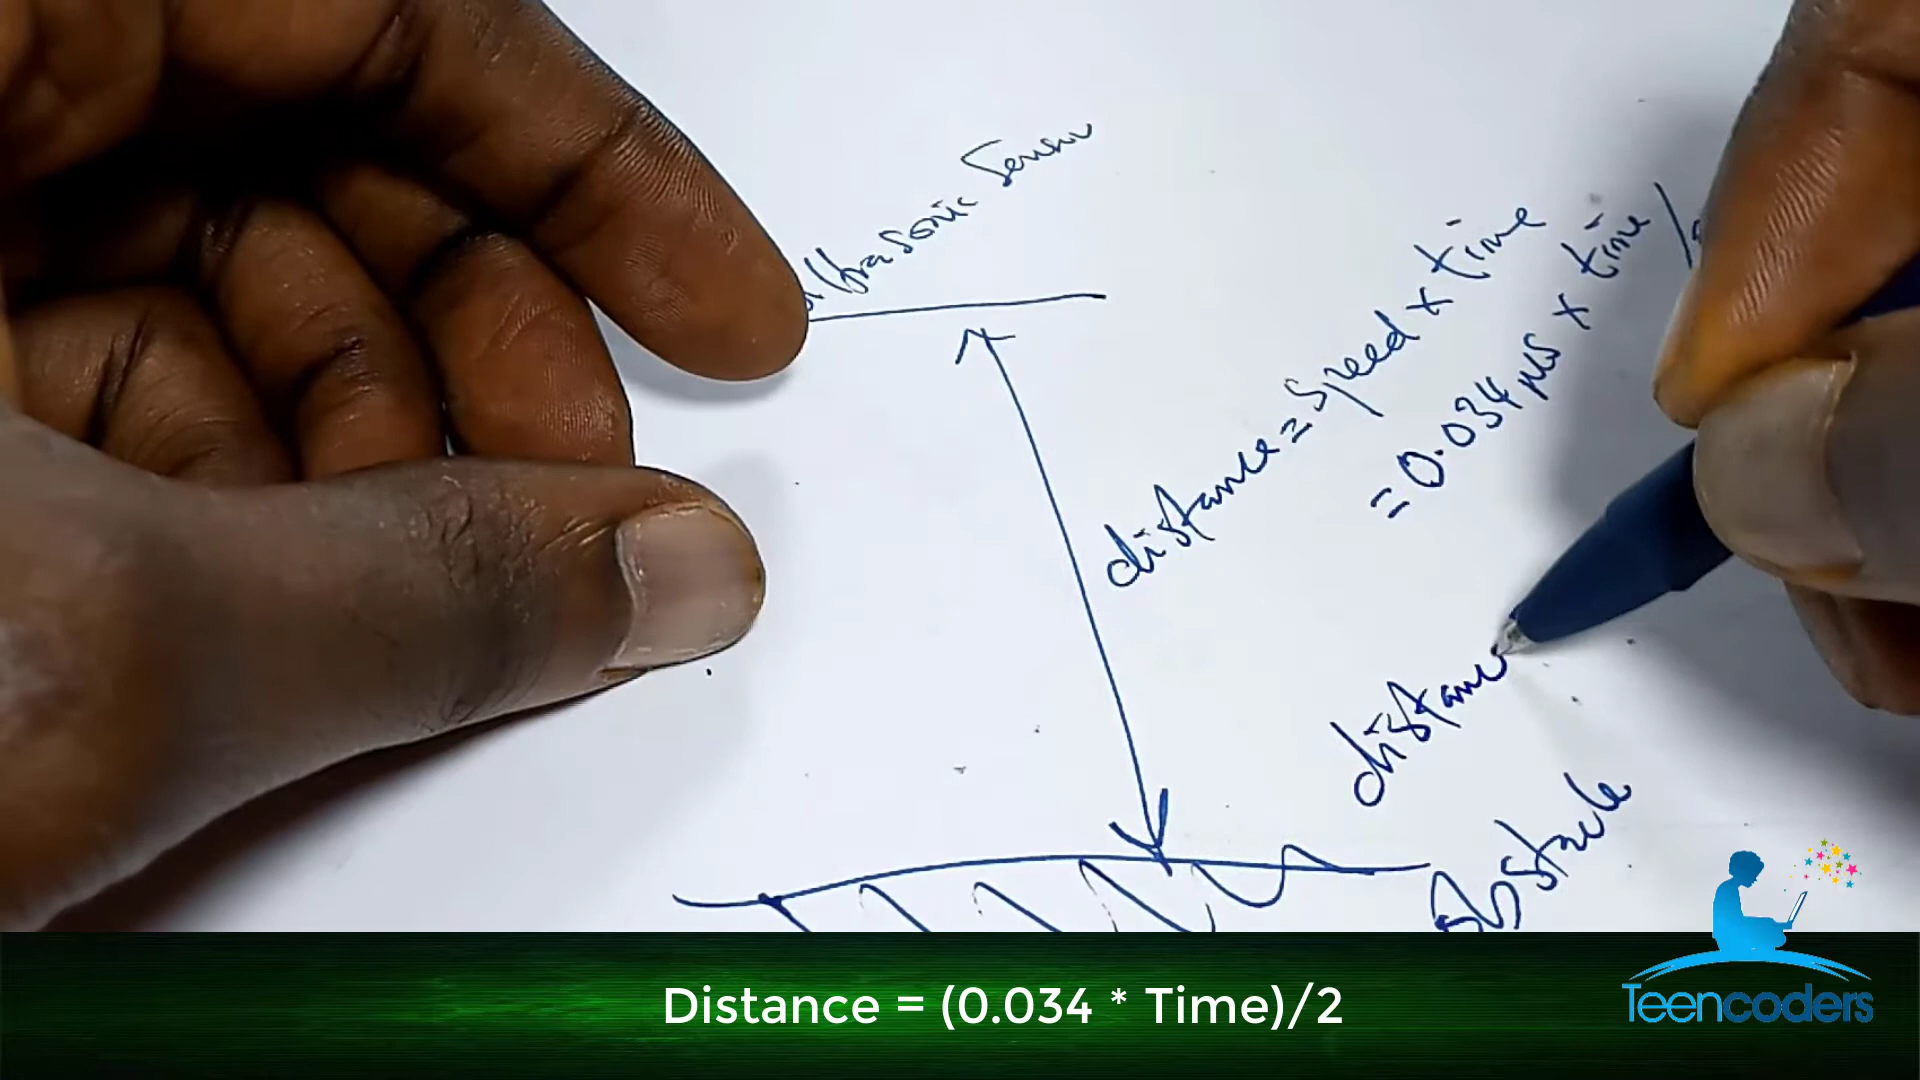 ultrasonic Sensor
distance = speed x time
= 0.034 µs x time /
distance
Obstacle
Distance = (0.034 * Time)/2
Teencoders